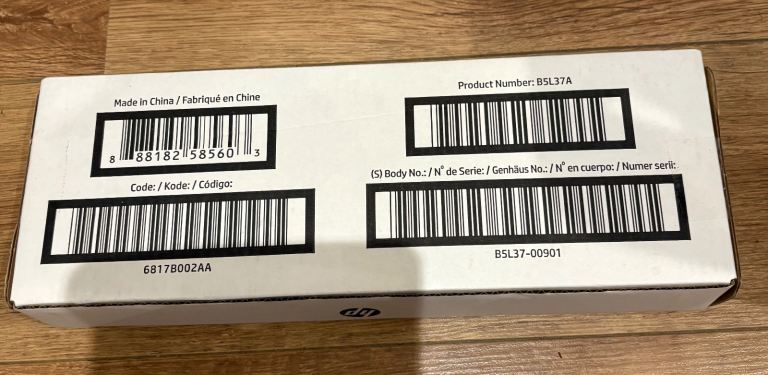 Made in China / Fabriqué en Chine
8 88182 58560 3
Code: / Kode: / Código:
6817B002AA
Product Number: B5L37A
(S) Body No.: / N° de Serie: / Genhäus No.: / N° en cuerpo: / Numer serii:
B5L37-00901
hp